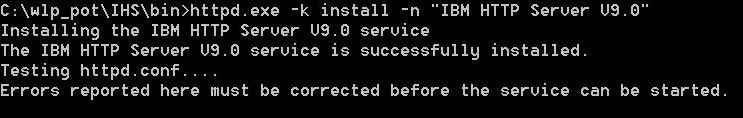 C:\wlp_pot\IHS\bin>httpd.exe -k install -n "IBM HTTP Server V9.0"
Installing the IBM HTTP Server V9.0 service
The IBM HTTP Server V9.0 service is successfully installed.
Testing httpd.conf....
Errors reported here must be corrected before the service can be started.